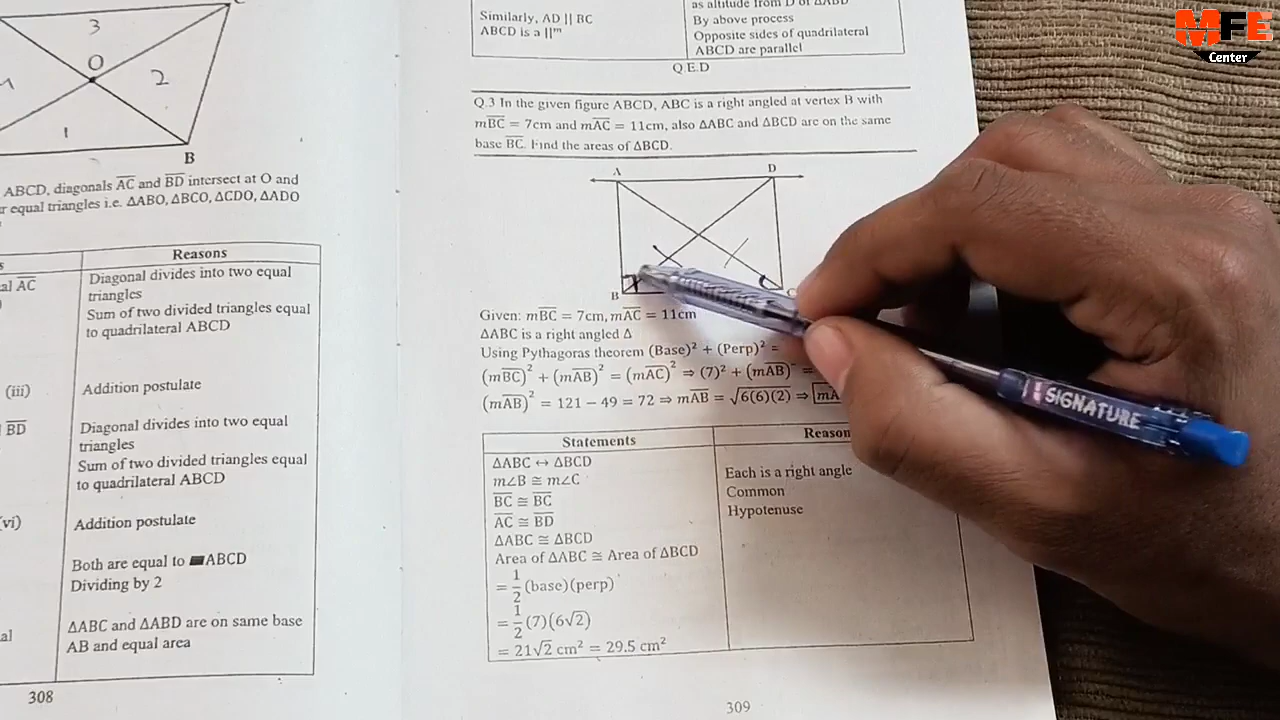 MFE
Center
3
O
2
1
B
ABCD, diagonals AC and BD intersect at O and
equal triangles i.e. ΔABO, ΔBCO, ΔCDO, ΔADO
Reasons
al AC
Diagonal divides into two equal
triangles
Sum of two divided triangles equal
to quadrilateral ABCD
(iii) Addition postulate
BD
Diagonal divides into two equal
triangles
Sum of two divided triangles equal
to quadrilateral ABCD
(vi) Addition postulate
Both are equal to ABCD
Dividing by 2
al
ΔABC and ΔABD are on same base
AB and equal area
308
as altitude from D of ΔABD
Similarly, AD || BC
By above process
ABCD is a ||ᵐ
Opposite sides of quadrilateral
ABCD are parallel
Q.E.D
Q.3 In the given figure ABCD, ABC is a right angled at vertex B with
mBC = 7cm and mAC = 11cm, also ΔABC and ΔBCD are on the same
base BC. Find the areas of ΔBCD.
A D
B C
Given: mBC = 7cm, mAC = 11cm
ΔABC is a right angled Δ
Using Pythagoras theorem (Base)² + (Perp)² =
(mBC)² + (mAB)² = (mAC)² ⇒ (7)² + (mAB)² =
(mAB)² = 121 − 49 = 72 ⇒ mAB = √6(6)(2) ⇒ mA
Statements Reason
ΔABC ↔ ΔBCD
m∠B ≅ m∠C Each is a right angle
BC ≅ BC Common
AC ≅ BD Hypotenuse
ΔABC ≅ ΔBCD
Area of ΔABC ≅ Area of ΔBCD
= 1/2 (base)(perp)
= 1/2 (7)(6√2)
= 21√2 cm² = 29.5 cm²
309
SIGNATURE